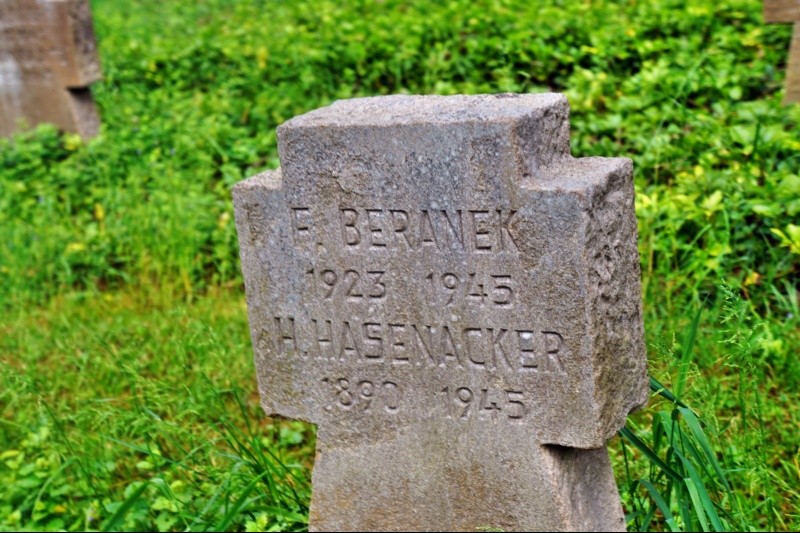 F. BERANEK
1923 1945
H. HASENACKER
1890 1945